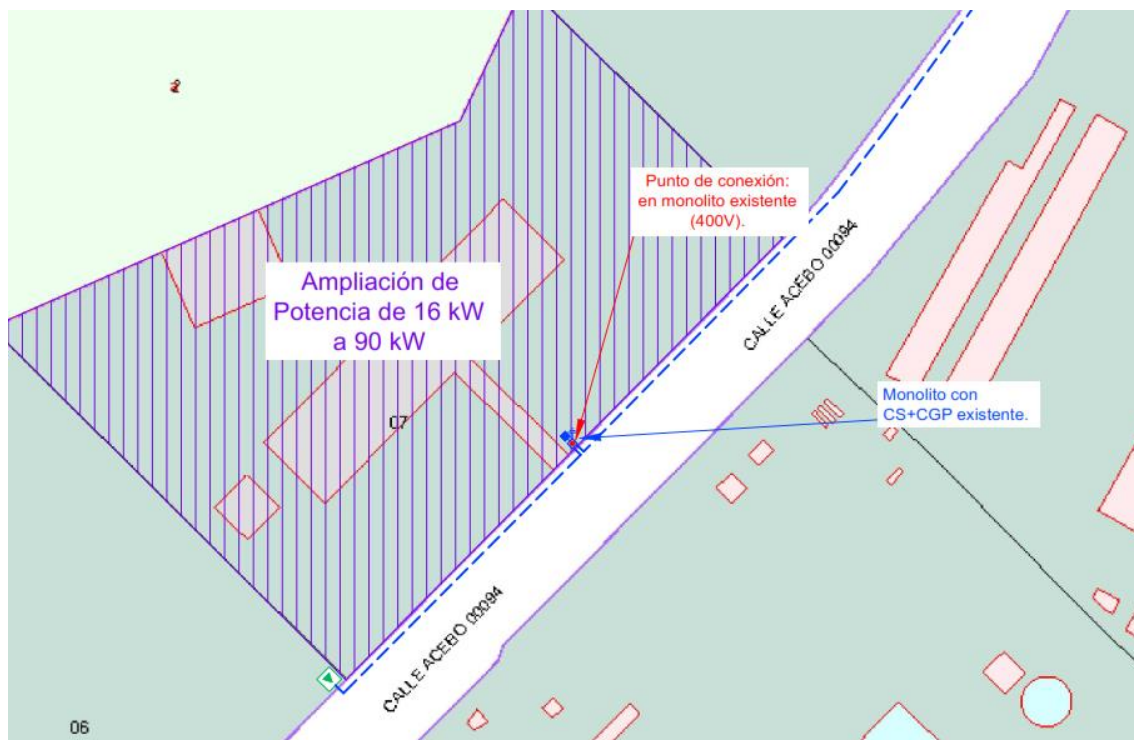 2
Punto de conexión:
en monolito existente
(400V).
CALLE ACEBO 00094
Ampliación de
Potencia de 16 kW
a 90 kW
Monolito con
CS+CGP existente.
07
CALLE ACEBO 00094
06